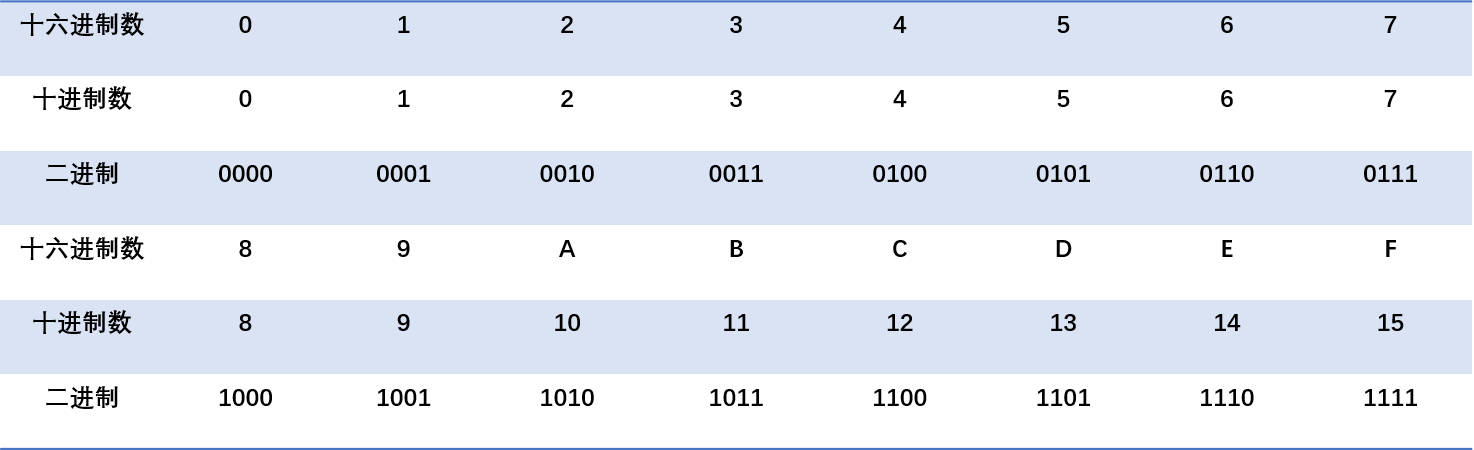 十六进制数 0 1 2 3 4 5 6 7
十进制数 0 1 2 3 4 5 6 7
二进制 0000 0001 0010 0011 0100 0101 0110 0111
十六进制数 8 9 A B C D E F
十进制数 8 9 10 11 12 13 14 15
二进制 1000 1001 1010 1011 1100 1101 1110 1111